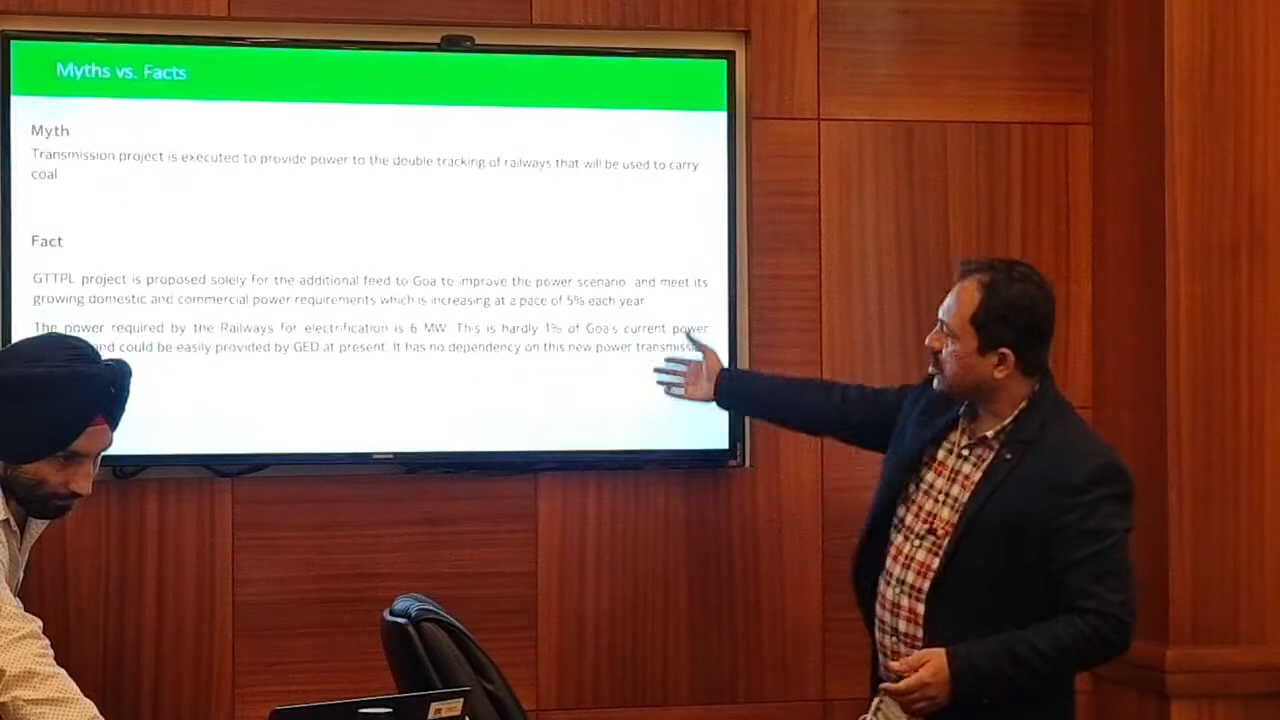 Myths vs. Facts
Myth
Transmission project is executed to provide power to the double tracking of railways that will be used to carry
coal
Fact
GTTPL project is proposed solely for the additional feed to Goa to improve the power scenario and meet its
growing domestic and commercial power requirements which is increasing at a pace of 5% each year
The power required by the Railways for electrification is 6 MW. This is hardly 1% of Goa's current power
and could be easily provided by GED at present. It has no dependency on this new power